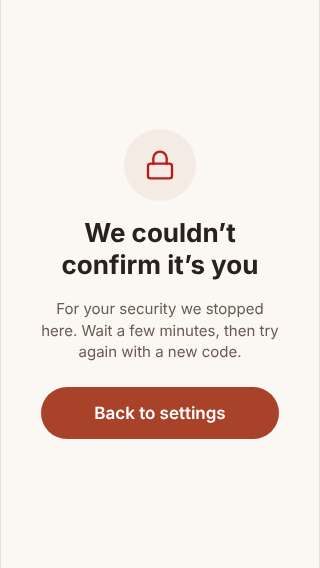 We couldn’t
confirm it’s you
For your security we stopped
here. Wait a few minutes, then try
again with a new code.
Back to settings